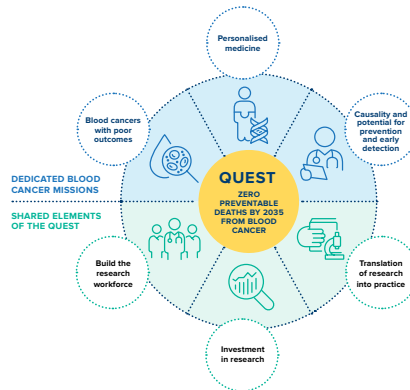 Personalised
medicine
Blood cancers
with poor
outcomes
Causality and
potential for
prevention
and early
detection
DEDICATED BLOOD
CANCER MISSIONS
QUEST
ZERO
PREVENTABLE
DEATHS BY 2035
FROM BLOOD
CANCER
SHARED ELEMENTS
OF THE QUEST
Build the
research
workforce
Translation
of research
into practice
Investment
in research